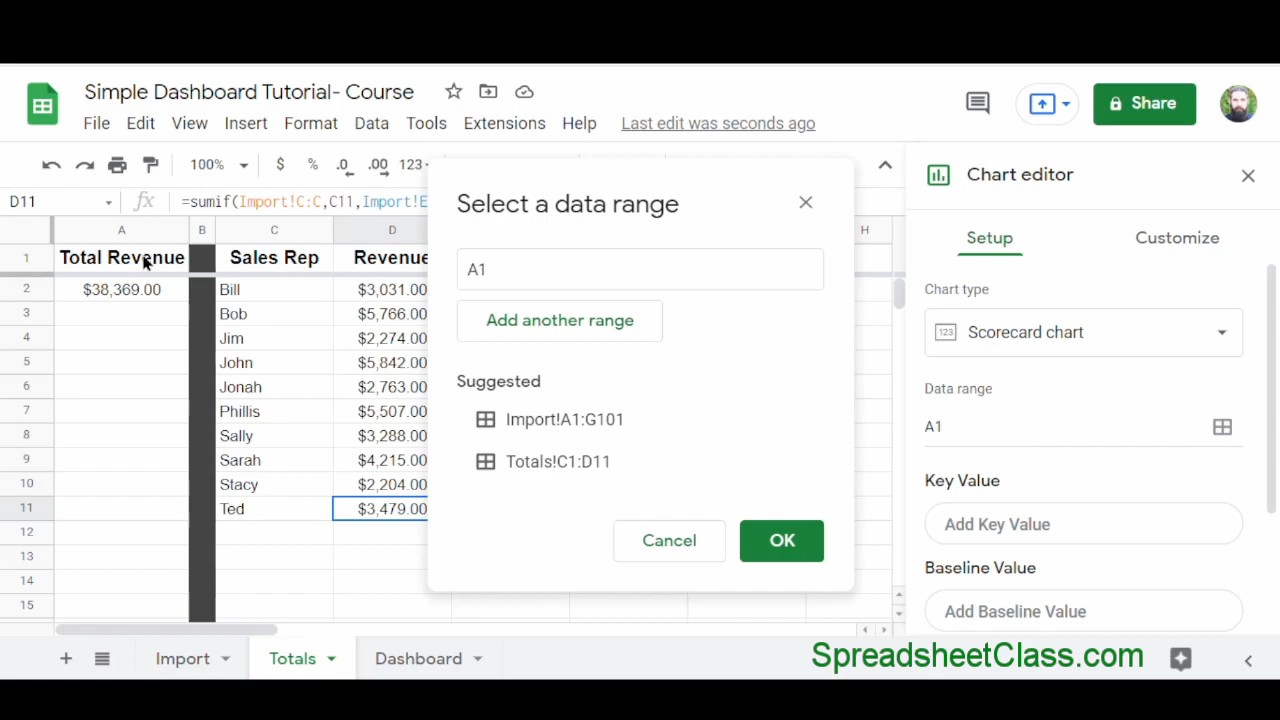 Simple Dashboard Tutorial- Course
File Edit View Insert Format Data Tools Extensions Help Last edit was seconds ago
Share
100% $ % .0 .00 123
D11 fx =sumif(Import!C:C,C11,Import!E
A B C D H
1 Total Revenue Sales Rep Revenue
2 $38,369.00 Bill $3,031.00
3 Bob $5,766.00
4 Jim $2,274.00
5 John $5,842.00
6 Jonah $2,763.00
7 Phillis $5,507.00
8 Sally $3,288.00
9 Sarah $4,215.00
10 Stacy $2,204.00
11 Ted $3,479.00
12
13
14
15
Select a data range
A1
Add another range
Suggested
Import!A1:G101
Totals!C1:D11
Cancel OK
Chart editor
Setup Customize
Chart type
123 Scorecard chart
Data range
A1
Key Value
Add Key Value
Baseline Value
Add Baseline Value
Import Totals Dashboard
SpreadsheetClass.com